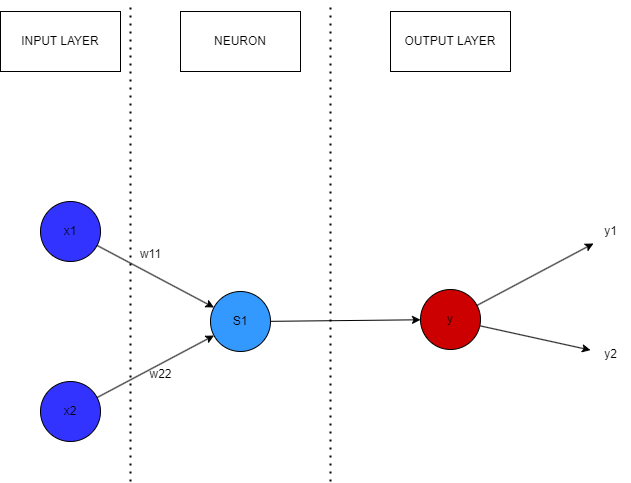 INPUT LAYER
NEURON
OUTPUT LAYER
x1
w11
y1
S1
y
y2
w22
x2